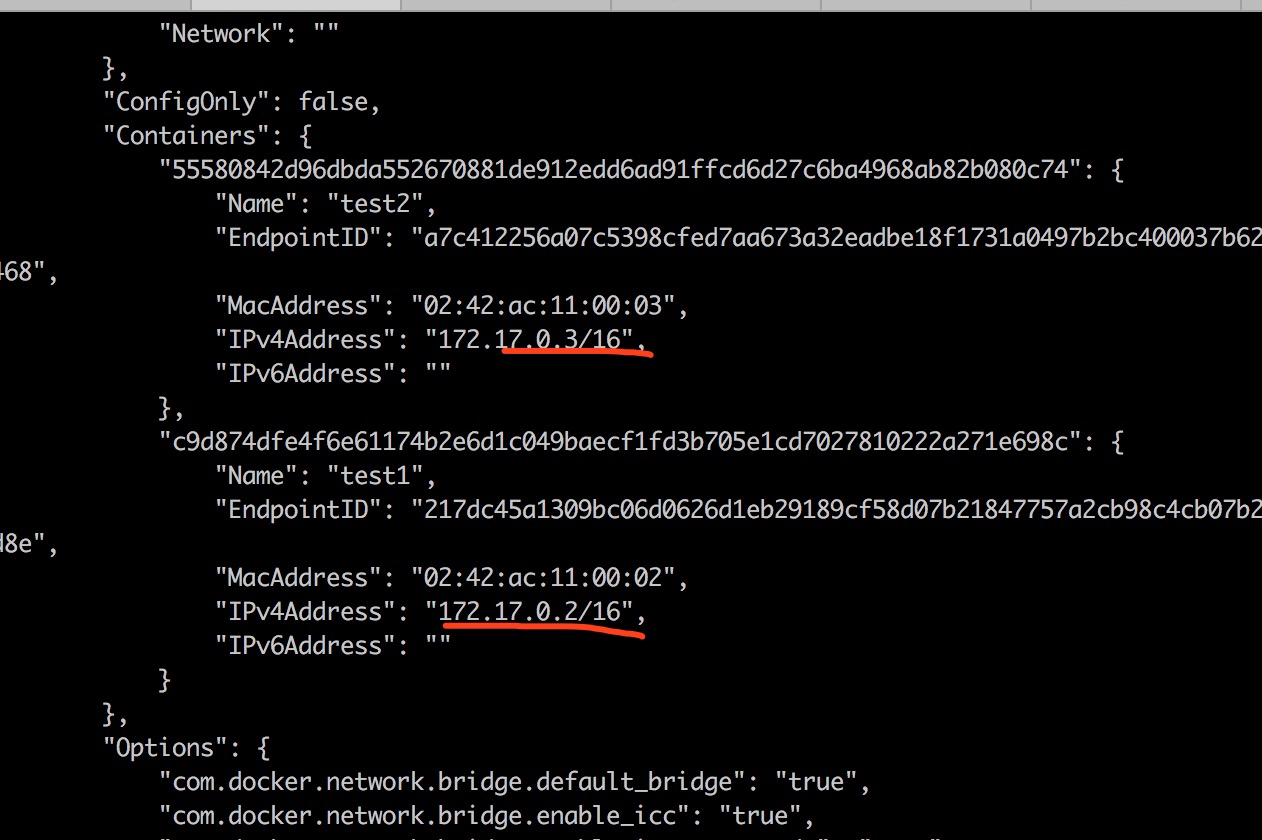 "Network": ""
},
"ConfigOnly": false,
"Containers": {
"55580842d96dbda552670881de912edd6ad91ffcd6d27c6ba4968ab82b080c74": {
"Name": "test2",
"EndpointID": "a7c412256a07c5398cfed7aa673a32eadbe18f1731a0497b2bc400037b62
468",
"MacAddress": "02:42:ac:11:00:03",
"IPv4Address": "172.17.0.3/16",
"IPv6Address": ""
},
"c9d874dfe4f6e61174b2e6d1c049baecf1fd3b705e1cd7027810222a271e698c": {
"Name": "test1",
"EndpointID": "217dc45a1309bc06d0626d1eb29189cf58d07b21847757a2cb98c4cb07b2
d8e",
"MacAddress": "02:42:ac:11:00:02",
"IPv4Address": "172.17.0.2/16",
"IPv6Address": ""
}
},
"Options": {
"com.docker.network.bridge.default_bridge": "true",
"com.docker.network.bridge.enable_icc": "true",